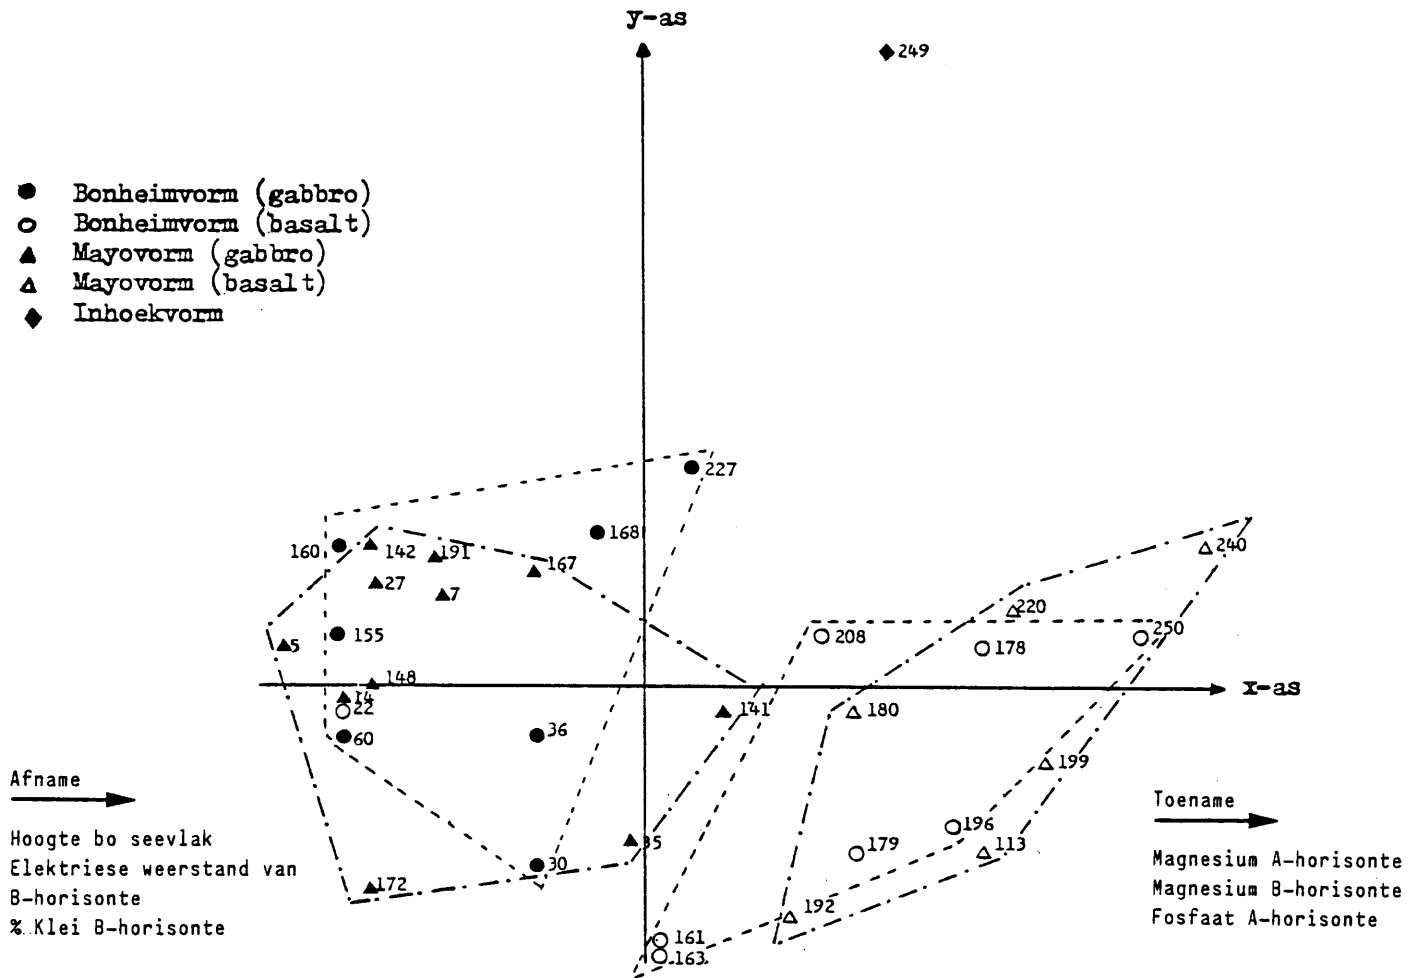 y-as
249
Bonheimvorm (gabbro)
Bonheimvorm (basalt)
Mayovorm (gabbro)
Mayovorm (basalt)
Inhoekvorm
227
168
160
142
191
167
27
7
240
220
155
208
250
5
178
148
x-as
14
22
141
180
60
36
199
Afname
Toename
35
196
Hoogte bo seevlak
Elektriese weerstand van
B-horisonte
% Klei B-horisonte
30
179
113
Magnesium A-horisonte
Magnesium B-horisonte
Fosfaat A-horisonte
172
192
161
163